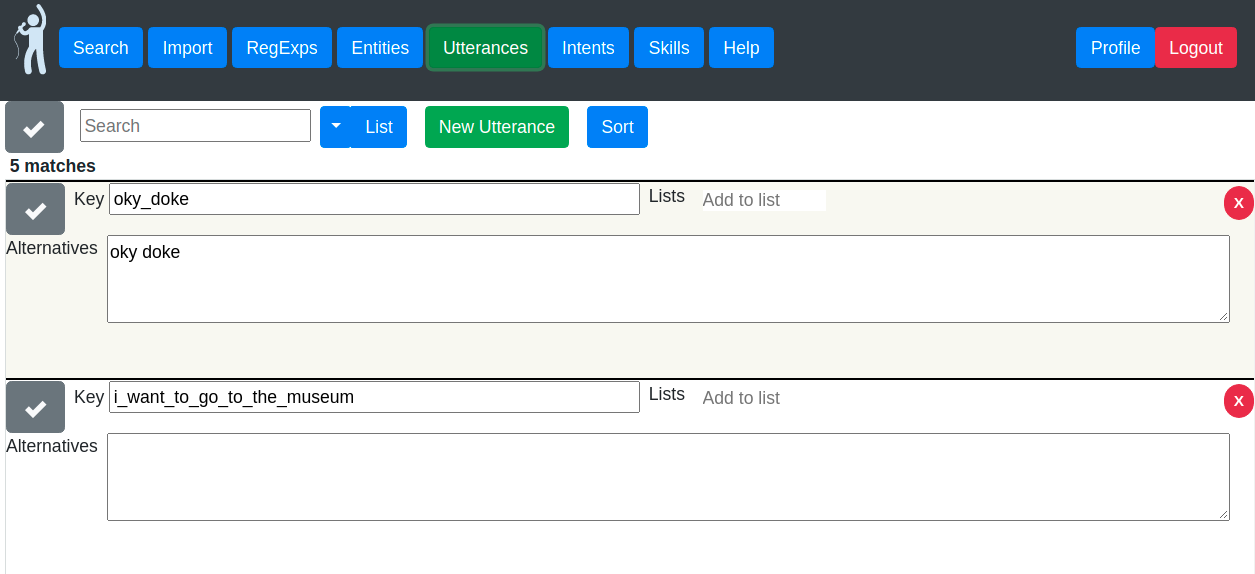 Search Import RegExps Entities Utterances Intents Skills Help Profile Logout
Search List New Utterance Sort
5 matches
Key oky_doke Lists Add to list X
Alternatives oky doke
Key i_want_to_go_to_the_museum Lists Add to list X
Alternatives